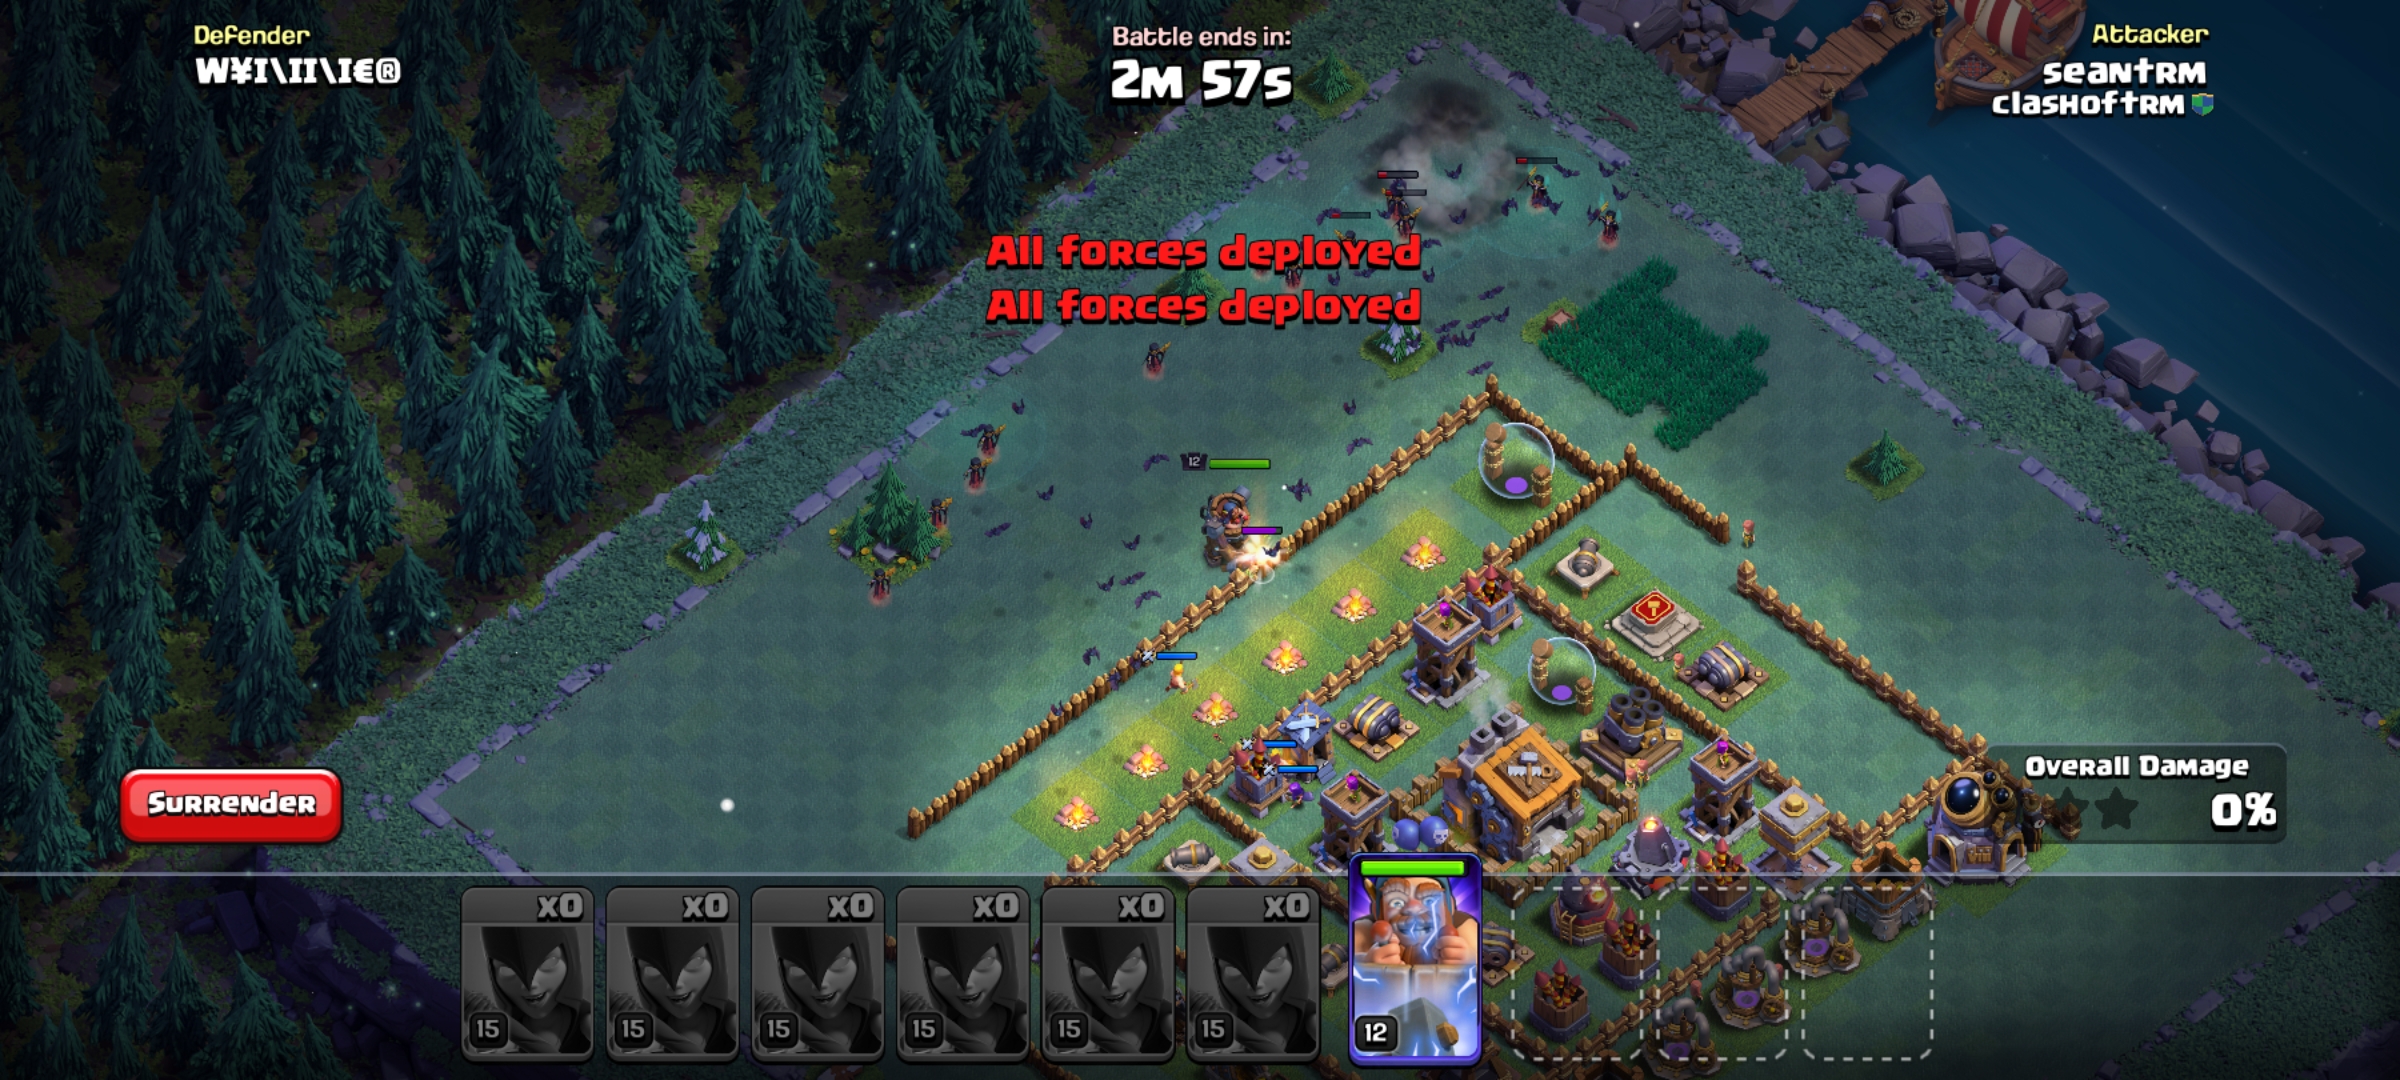 Defender
W¥I\II\I€®
Battle ends in:
2M 57s
Attacker
seantRM
clashoftRM
All forces deployed
All forces deployed
12
Surrender
Overall Damage
0%
x0
x0
x0
x0
x0
x0
15
15
15
15
15
15
12